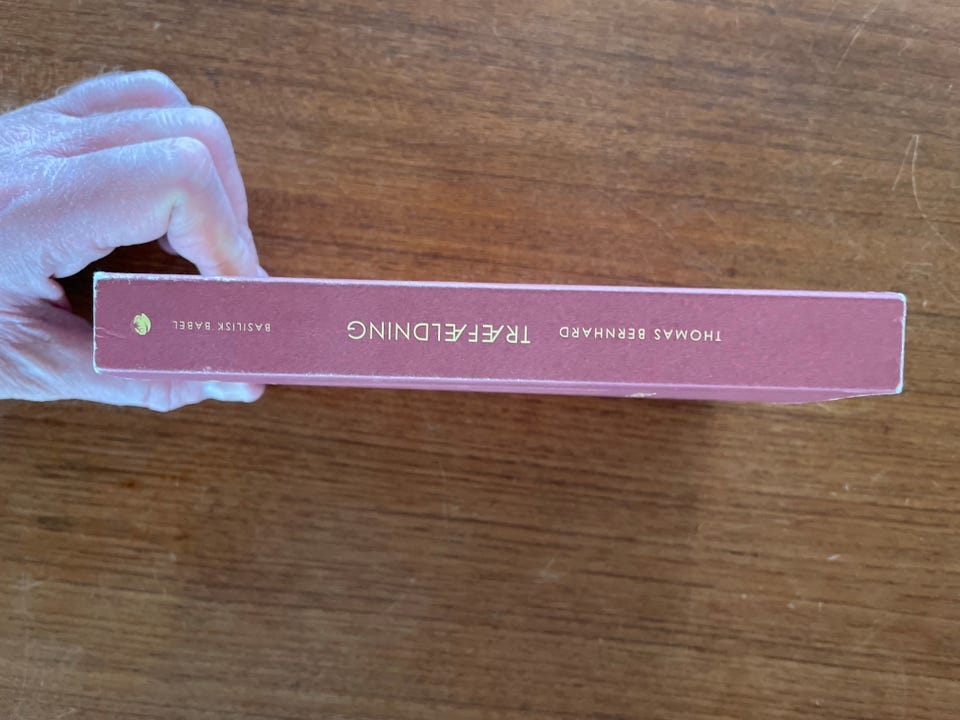 THOMAS BERNHARD TRÆFÆLDNING BASILISK BABEL